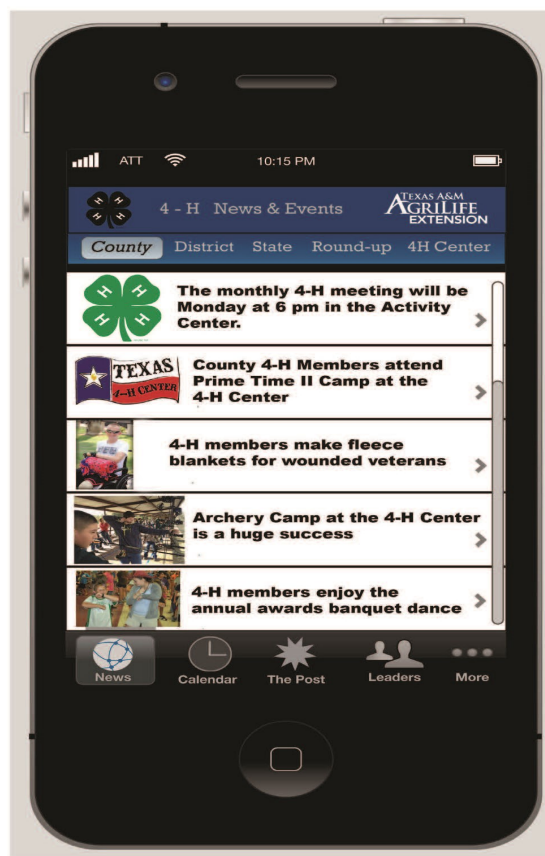 ATT
10:15 PM
4 - H News & Events
TEXAS A&M
AGRILIFE
EXTENSION
County District State Round-up 4H Center
H H
H H
The monthly 4-H meeting will be
Monday at 6 pm in the Activity
Center.
TEXAS
4-H CENTER
County 4-H Members attend
Prime Time II Camp at the
4-H Center
4-H members make fleece
blankets for wounded veterans
Archery Camp at the 4-H Center
is a huge success
4-H members enjoy the
annual awards banquet dance
News
Calendar
The Post
Leaders
More